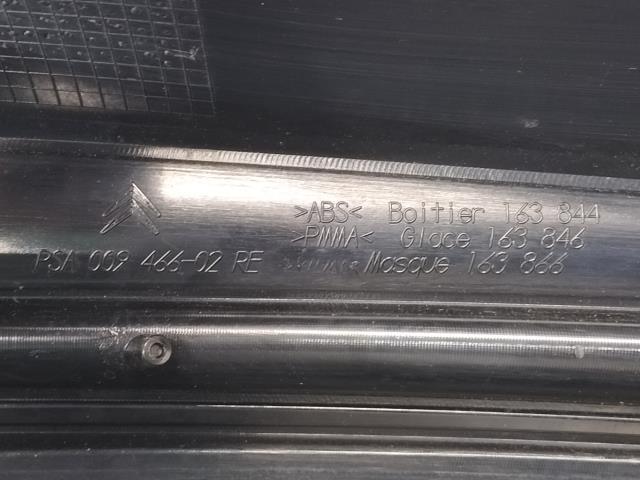 >ABS< Boitier 163 844
>PMMA< Glace 163 846
PSA 009 466-02 RE Masque 163 866